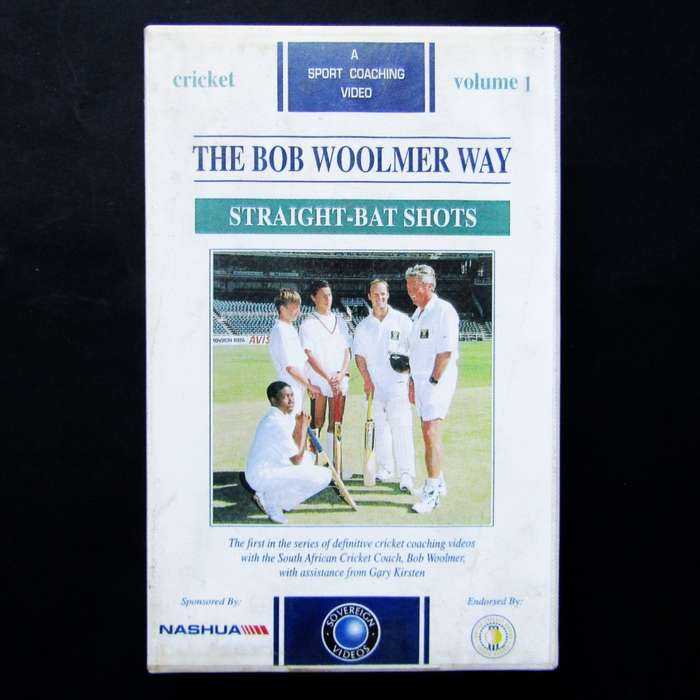 A
SPORT COACHING
VIDEO
cricket
volume 1
THE BOB WOOLMER WAY
STRAIGHT-BAT SHOTS
AVIS
The first in the series of definitive cricket coaching videos
with the South African Cricket Coach, Bob Woolmer,
with assistance from Gary Kirsten
Sponsored By:
NASHUA
SOVEREIGN
VIDEOS
Endorsed By: